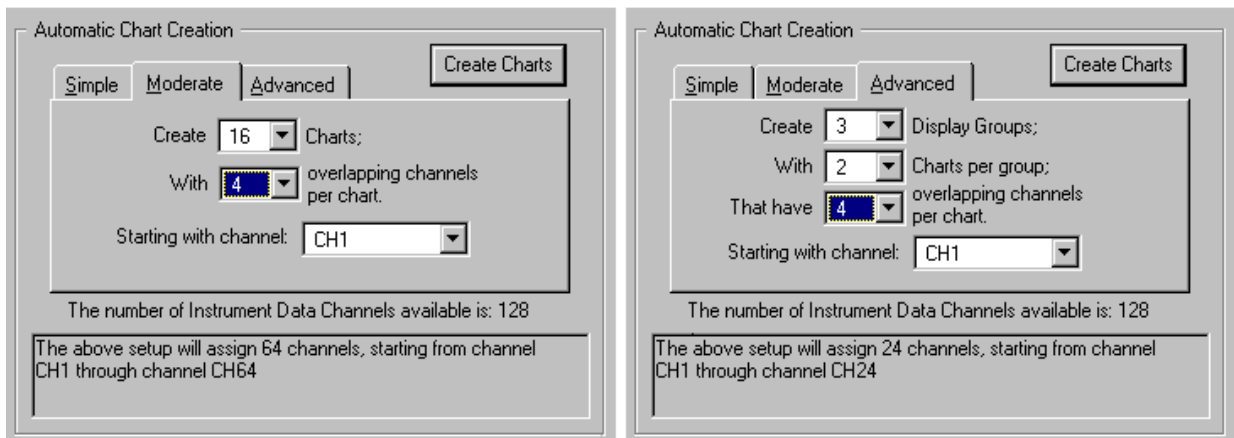 Automatic Chart Creation
Create Charts
Simple Moderate Advanced
Create 16 Charts;
With 4 overlapping channels
per chart.
Starting with channel: CH1
The number of Instrument Data Channels available is: 128
The above setup will assign 64 channels, starting from channel
CH1 through channel CH64
Automatic Chart Creation
Create Charts
Simple Moderate Advanced
Create 3 Display Groups;
With 2 Charts per group;
That have 4 overlapping channels
per chart.
Starting with channel: CH1
The number of Instrument Data Channels available is: 128
The above setup will assign 24 channels, starting from channel
CH1 through channel CH24